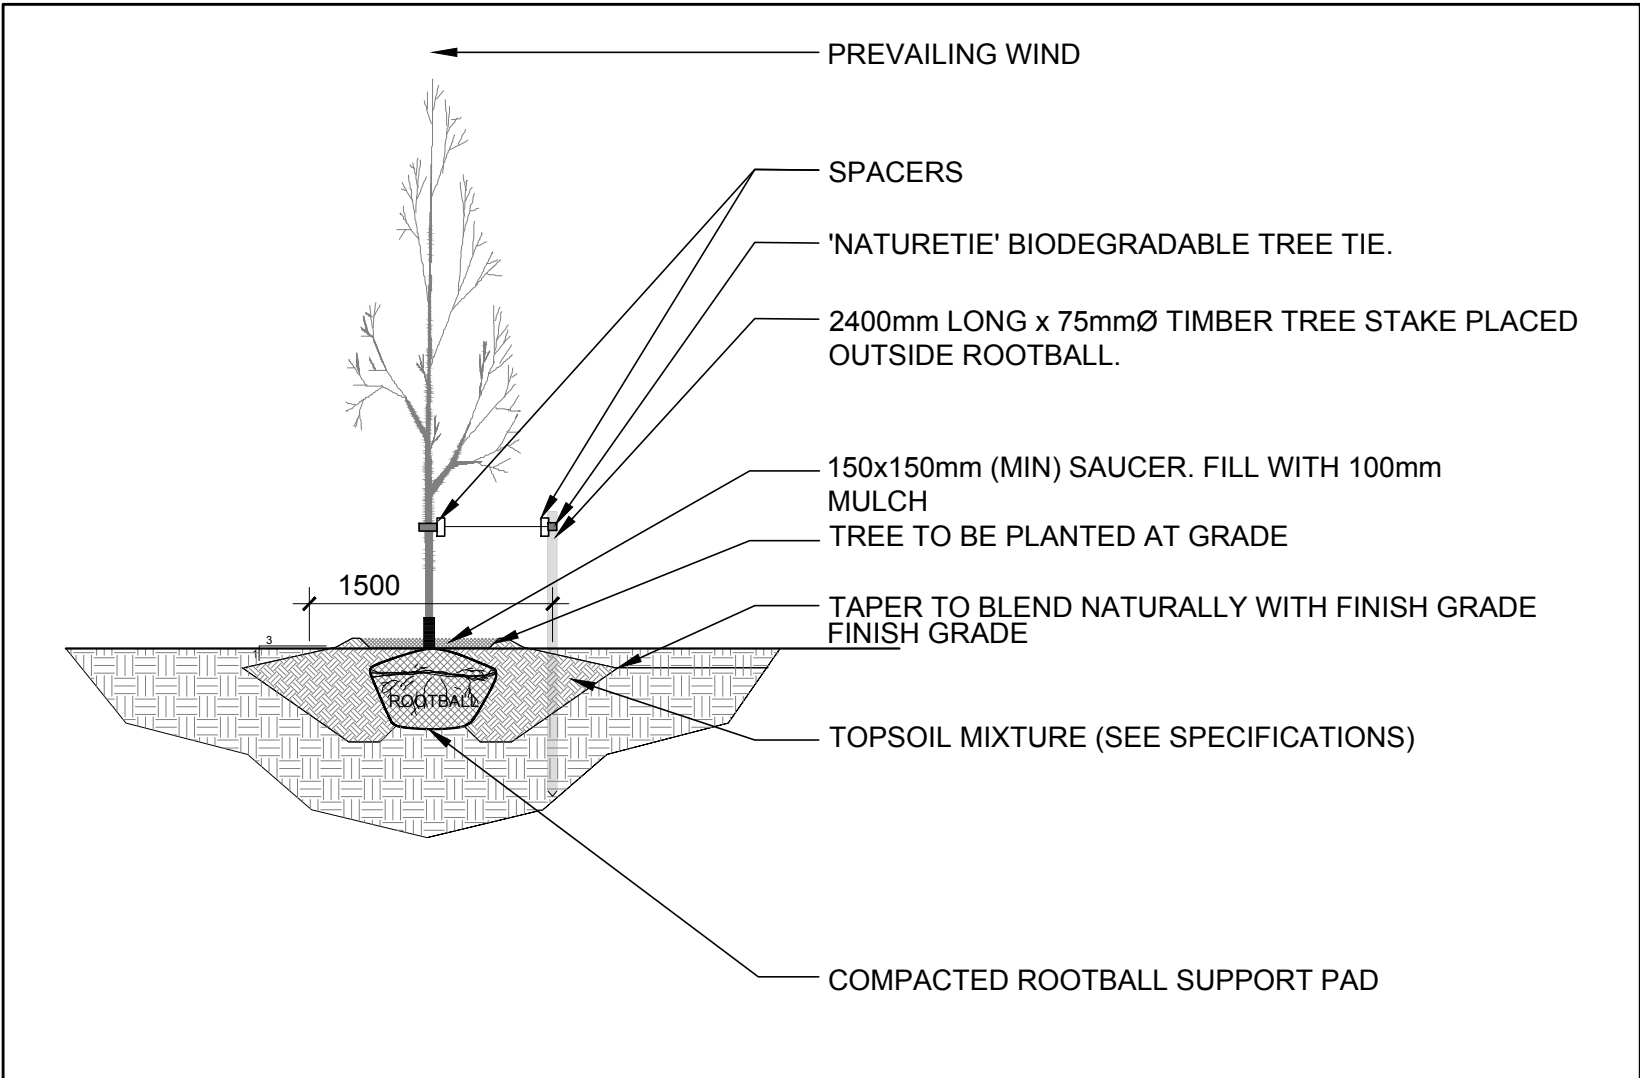 PREVAILING WIND
SPACERS
'NATURETIE' BIODEGRADABLE TREE TIE.
2400mm LONG x 75mmØ TIMBER TREE STAKE PLACED
OUTSIDE ROOTBALL.
150x150mm (MIN) SAUCER. FILL WITH 100mm
MULCH
TREE TO BE PLANTED AT GRADE
1500
TAPER TO BLEND NATURALLY WITH FINISH GRADE
FINISH GRADE
3
1
ROOTBALL
TOPSOIL MIXTURE (SEE SPECIFICATIONS)
COMPACTED ROOTBALL SUPPORT PAD